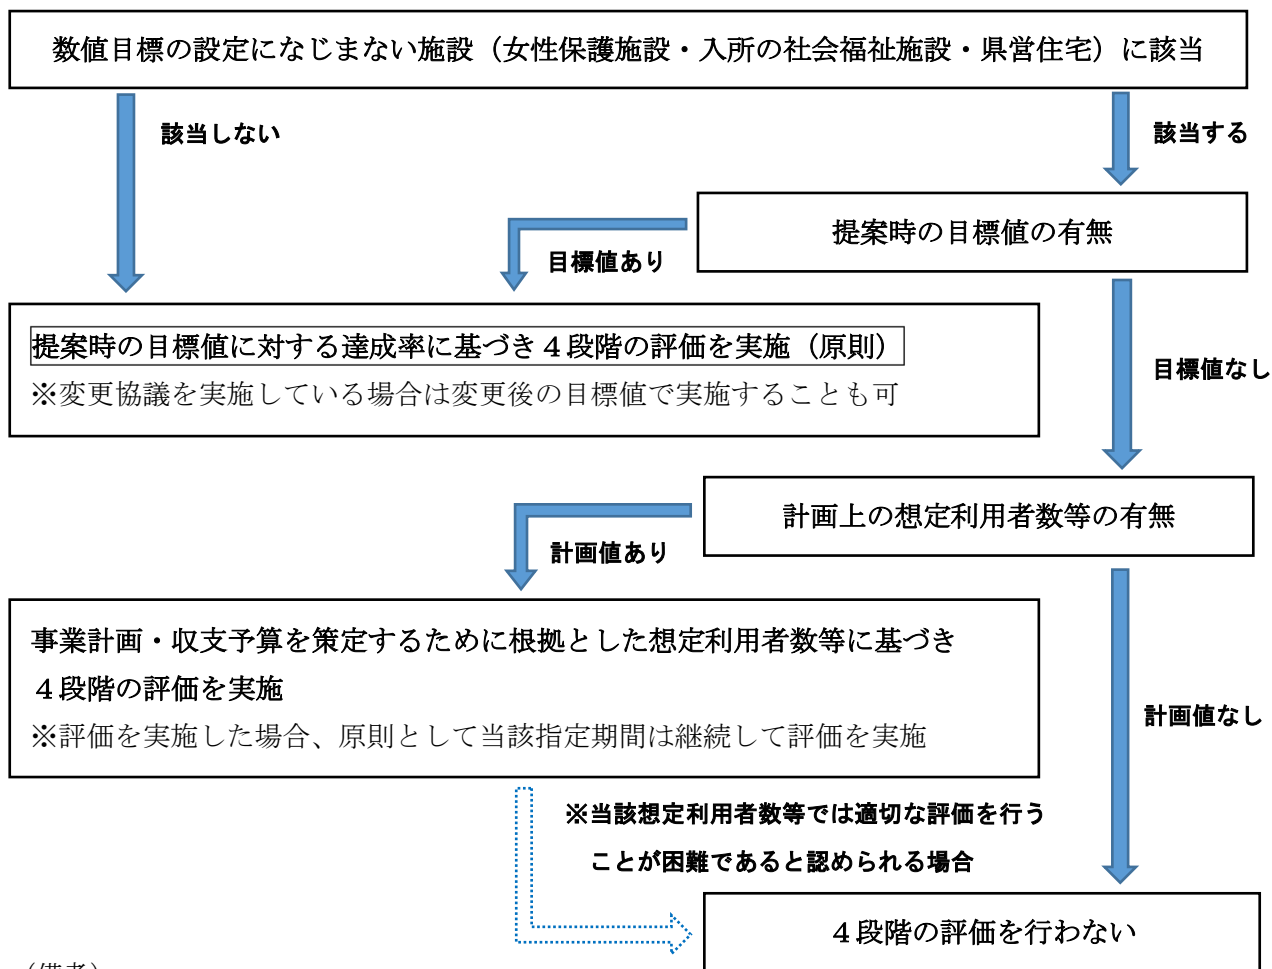 数値目標の設定になじまない施設（女性保護施設・入所の社会福祉施設・県営住宅）に該当
該当しない
該当する
提案時の目標値の有無
目標値あり
提案時の目標値に対する達成率に基づき４段階の評価を実施（原則）
※変更協議を実施している場合は変更後の目標値で実施することも可
目標値なし
計画上の想定利用者数等の有無
計画値あり
事業計画・収支予算を策定するために根拠とした想定利用者数等に基づき
４段階の評価を実施
※評価を実施した場合、原則として当該指定期間は継続して評価を実施
計画値なし
※当該想定利用者数等では適切な評価を行う
ことが困難であると認められる場合
４段階の評価を行わない
（備考）